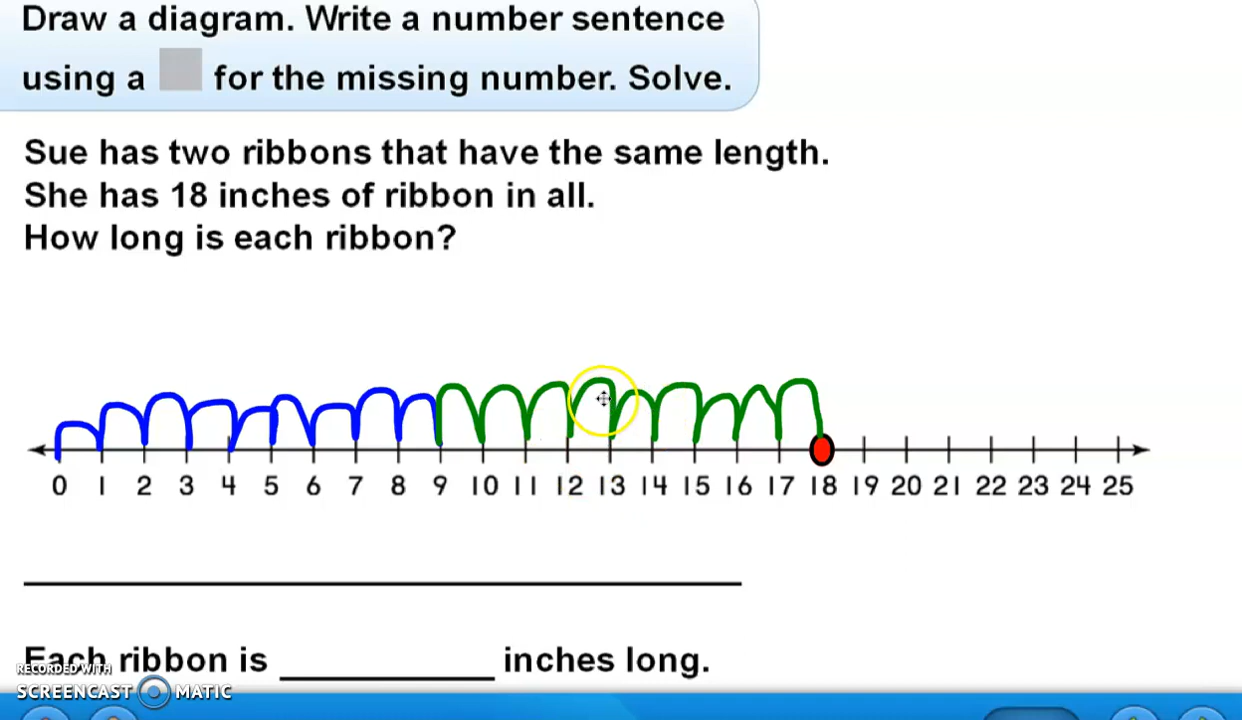 Draw a diagram. Write a number sentence
using a for the missing number. Solve.
Sue has two ribbons that have the same length.
She has 18 inches of ribbon in all.
How long is each ribbon?
0 1 2 3 4 5 6 7 8 9 10 11 12 13 14 15 16 17 18 19 20 21 22 23 24 25
Each ribbon is __________ inches long.
RECORDED WITH
SCREENCAST MATIC